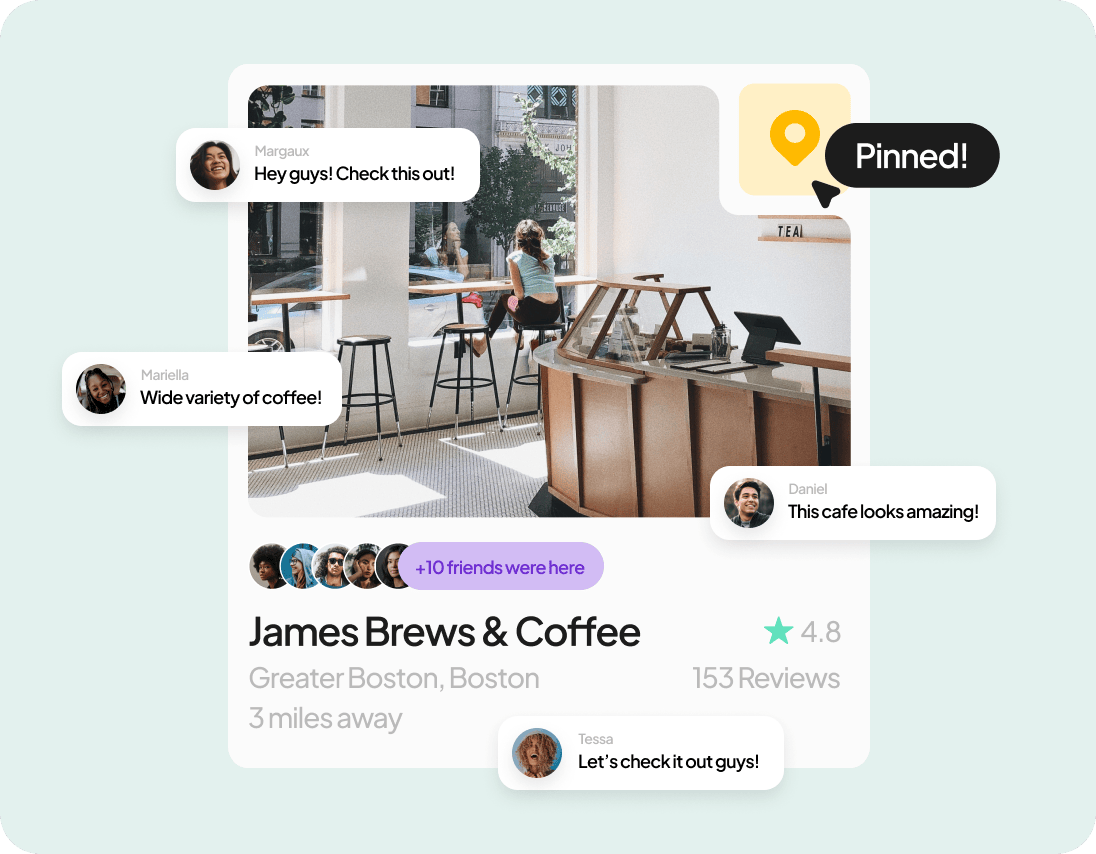 Margaux
Hey guys! Check this out!
Pinned!
TEA
Mariella
Wide variety of coffee!
Daniel
This cafe looks amazing!
+10 friends were here
James Brews & Coffee
4.8
Greater Boston, Boston
153 Reviews
3 miles away
Tessa
Let’s check it out guys!